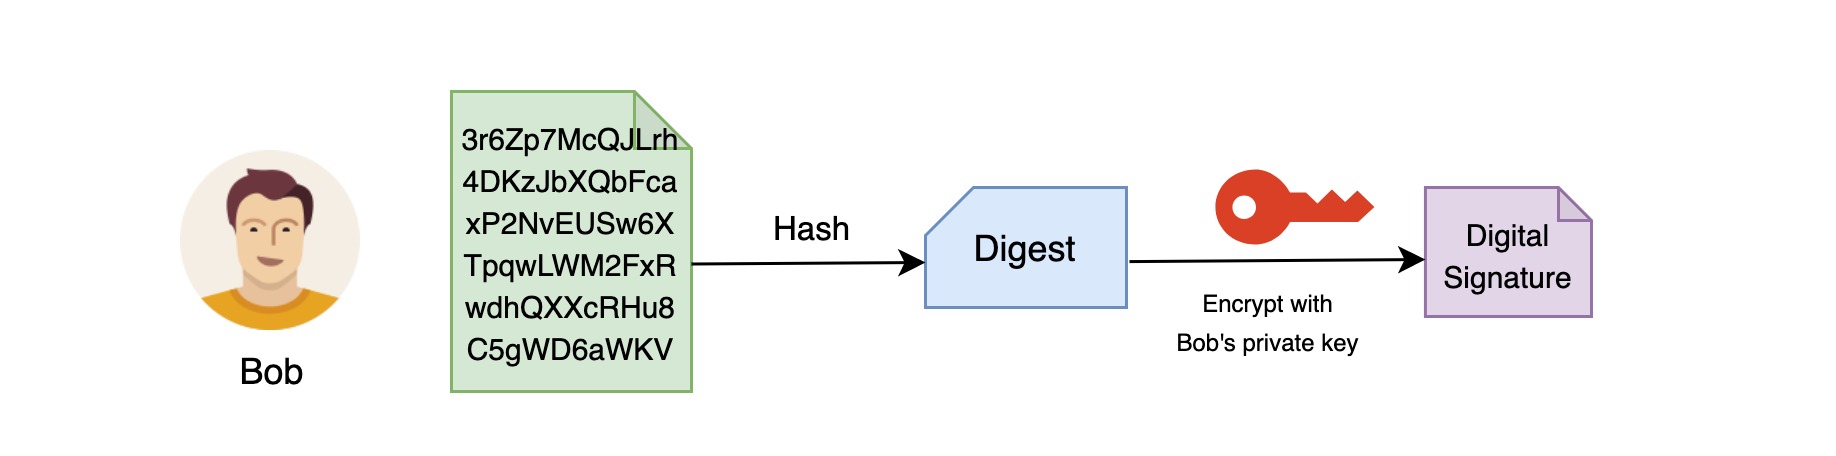 Bob
3r6Zp7McQJLrh
4DKzJbXQbFca
xP2NvEUSw6X
TpqwLWM2FxR
wdhQXXcRHu8
C5gWD6aWKV
Hash
Digest
Encrypt with
Bob's private key
Digital
Signature